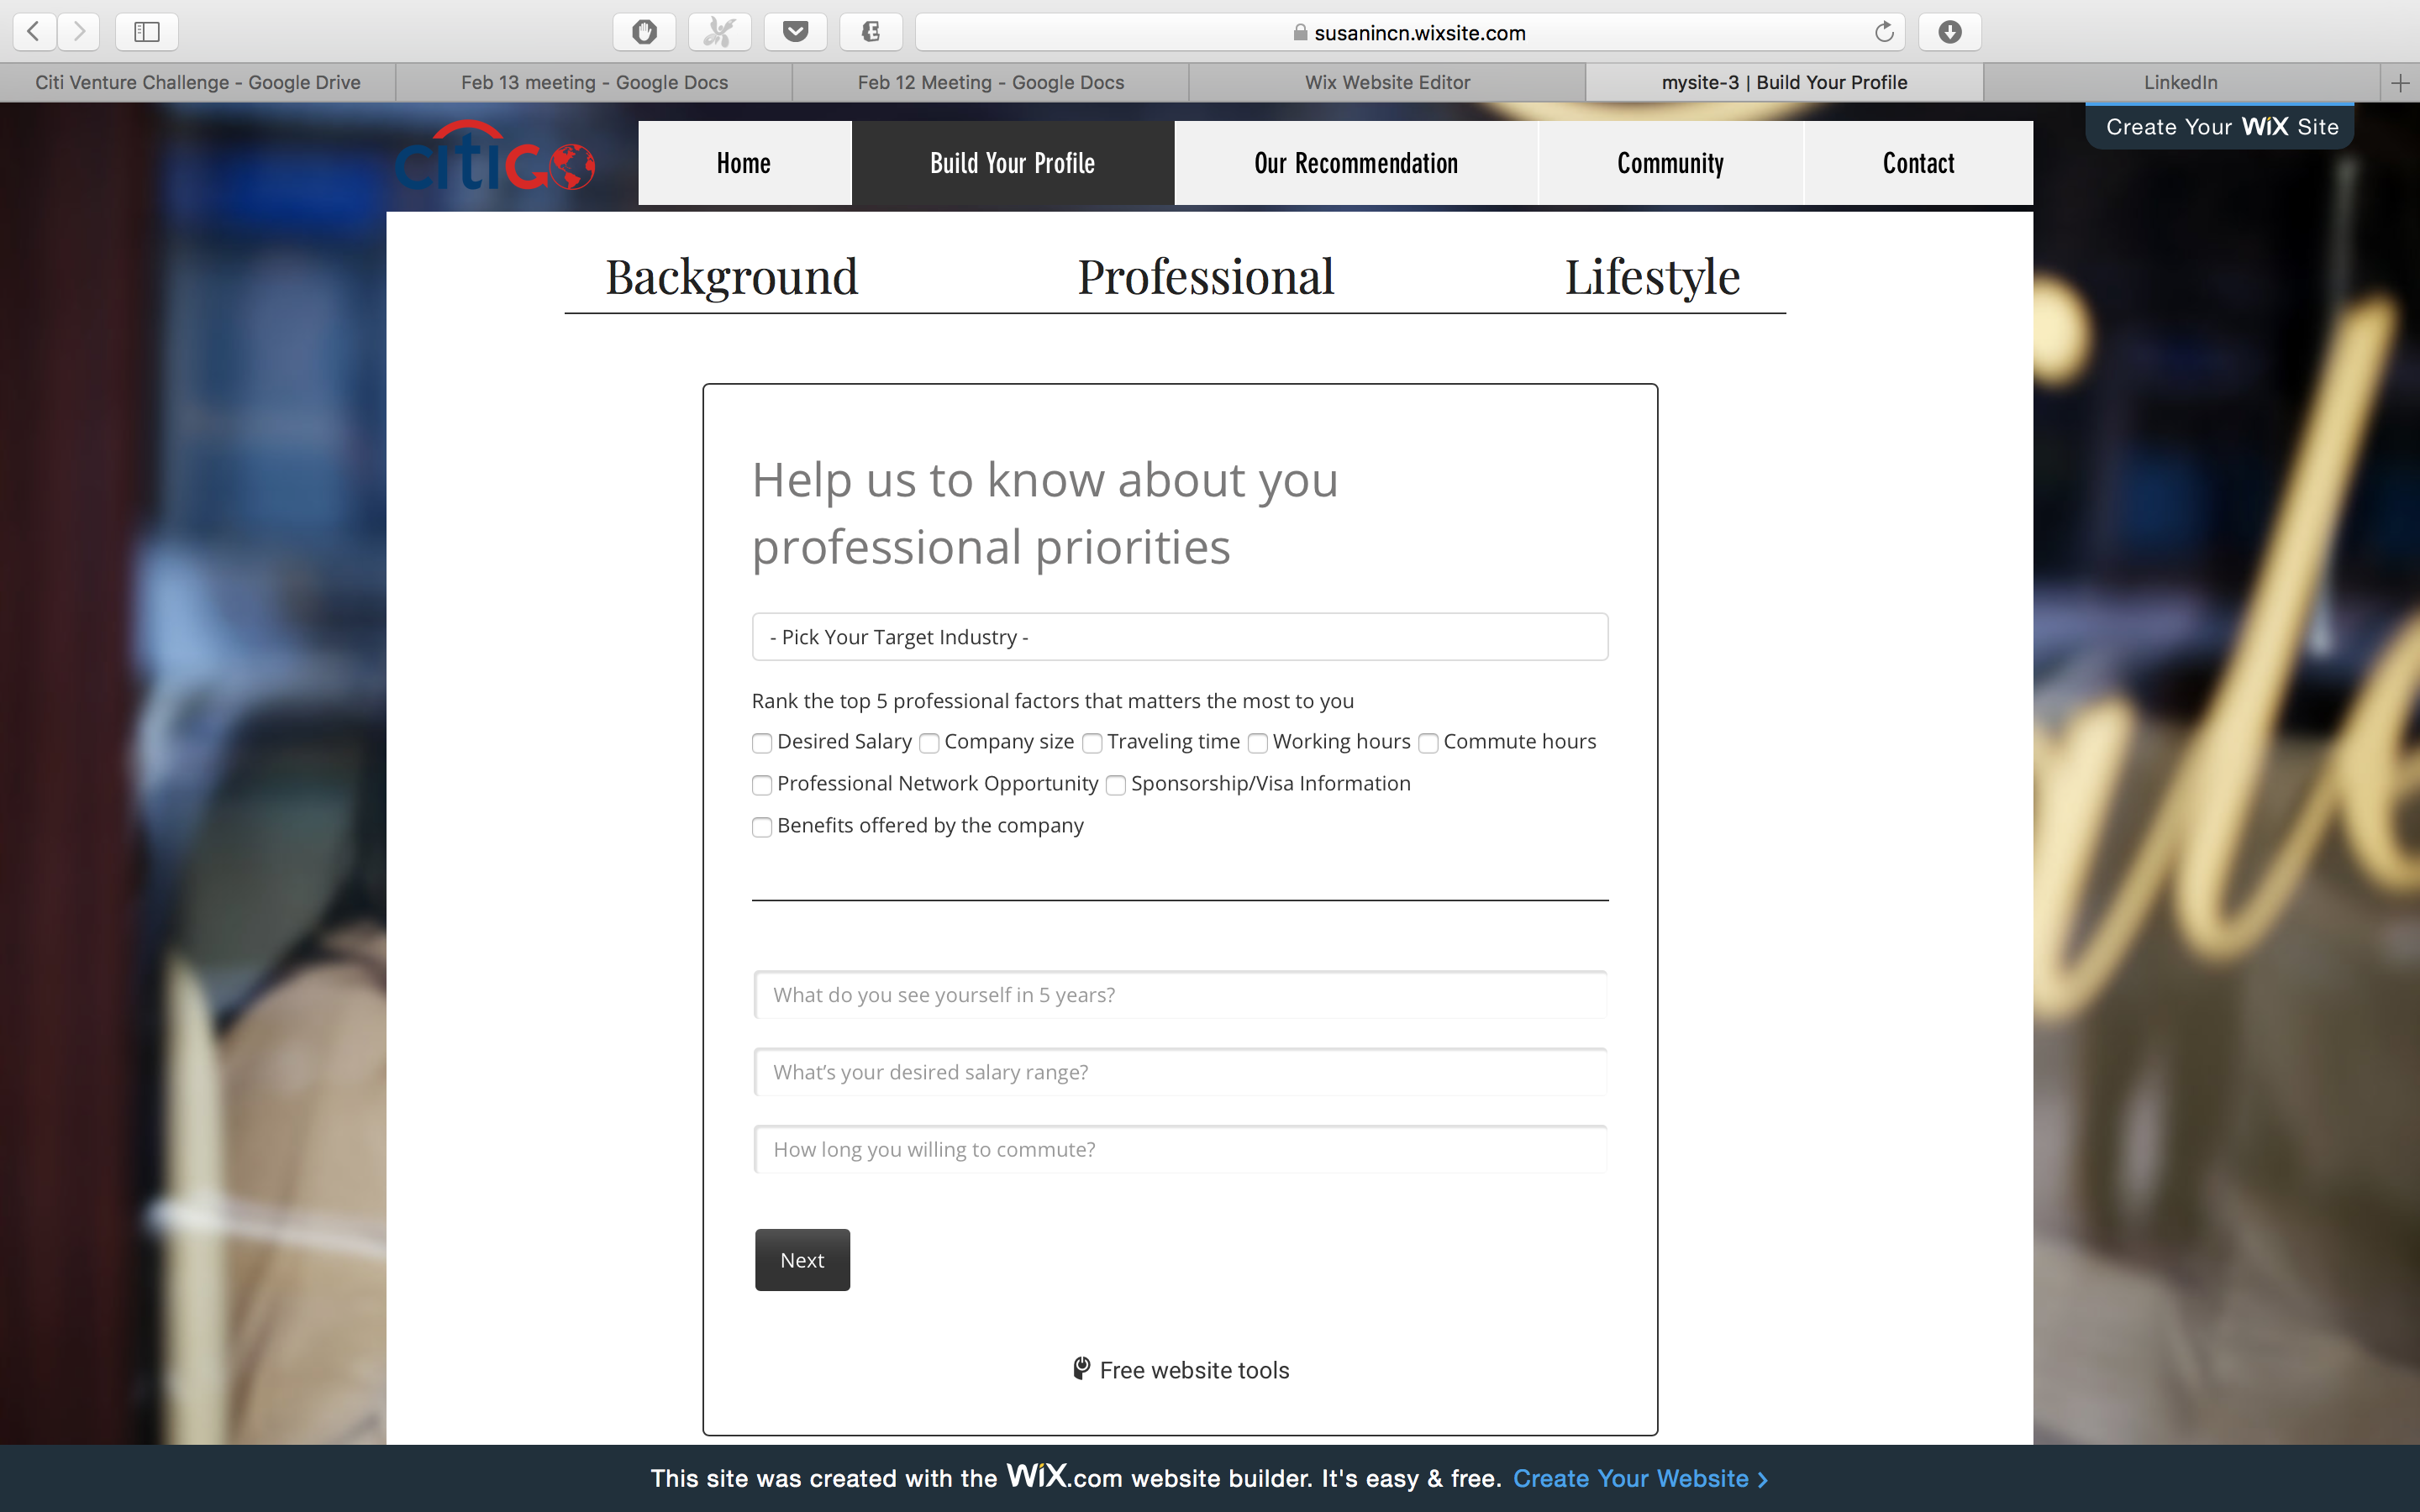 susanincn.wixsite.com
Citi Venture Challenge - Google Drive
Feb 13 meeting - Google Docs
Feb 12 Meeting - Google Docs
Wix Website Editor
mysite-3 | Build Your Profile
LinkedIn
Create Your WiX Site
citiGO
Home
Build Your Profile
Our Recommendation
Community
Contact
Background
Professional
Lifestyle
Help us to know about you
professional priorities
- Pick Your Target Industry -
Rank the top 5 professional factors that matters the most to you
Desired Salary Company size Traveling time Working hours Commute hours
Professional Network Opportunity Sponsorship/Visa Information
Benefits offered by the company
What do you see yourself in 5 years?
What's your desired salary range?
How long you willing to commute?
Next
Free website tools
This site was created with the WiX.com website builder. It's easy & free. Create Your Website >